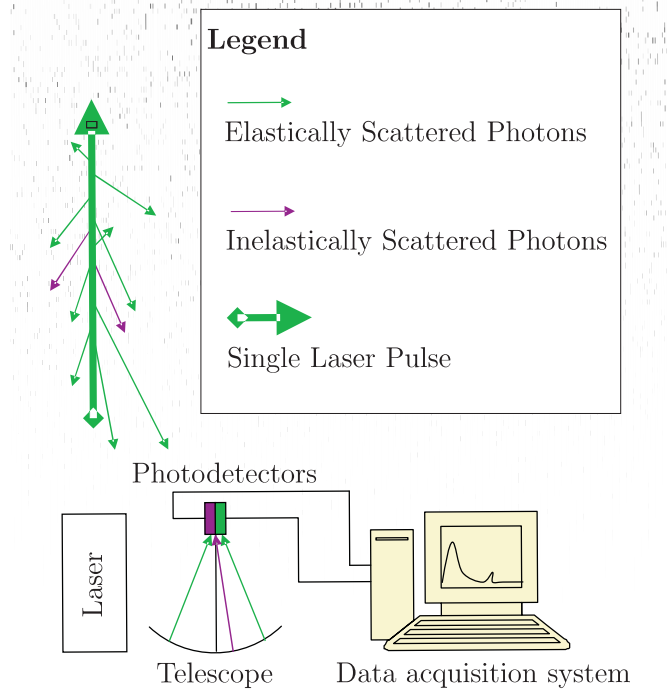 Legend
Elastically Scattered Photons
Inelastically Scattered Photons
Single Laser Pulse
Photodetectors
Laser
Telescope
Data acquisition system